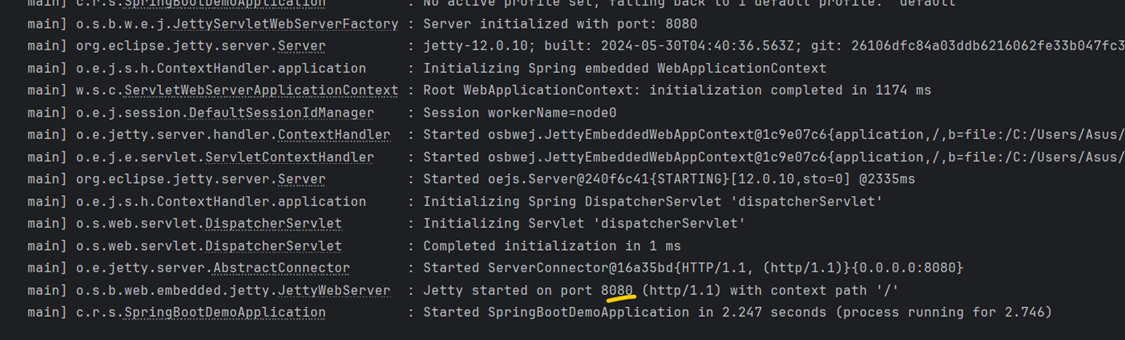 main] c.r.s.SpringBootDemoApplication : No active profile set, falling back to 1 default profile: "default"
main] o.s.b.w.e.j.JettyServletWebServerFactory : Server initialized with port: 8080
main] org.eclipse.jetty.server.Server : jetty-12.0.10; built: 2024-05-30T04:40:36.563Z; git: 26106dfc84a03ddb6216062fe33b047fc3
main] o.e.j.s.h.ContextHandler.application : Initializing Spring embedded WebApplicationContext
main] w.s.c.ServletWebServerApplicationContext : Root WebApplicationContext: initialization completed in 1174 ms
main] o.e.j.session.DefaultSessionIdManager : Session workerName=node0
main] o.e.jetty.server.handler.ContextHandler : Started osbwej.JettyEmbeddedWebAppContext@1c9e07c6{application,/,b=file:/C:/Users/Asus/
main] o.e.j.e.servlet.ServletContextHandler : Started osbwej.JettyEmbeddedWebAppContext@1c9e07c6{application,/,b=file:/C:/Users/Asus/
main] org.eclipse.jetty.server.Server : Started oejs.Server@240f6c41{STARTING}[12.0.10,sto=0] @2335ms
main] o.e.j.s.h.ContextHandler.application : Initializing Spring DispatcherServlet 'dispatcherServlet'
main] o.s.web.servlet.DispatcherServlet : Initializing Servlet 'dispatcherServlet'
main] o.s.web.servlet.DispatcherServlet : Completed initialization in 1 ms
main] o.e.jetty.server.AbstractConnector : Started ServerConnector@16a35bd{HTTP/1.1, (http/1.1)}{0.0.0.0:8080}
main] o.s.b.web.embedded.jetty.JettyWebServer : Jetty started on port 8080 (http/1.1) with context path '/'
main] c.r.s.SpringBootDemoApplication : Started SpringBootDemoApplication in 2.247 seconds (process running for 2.746)